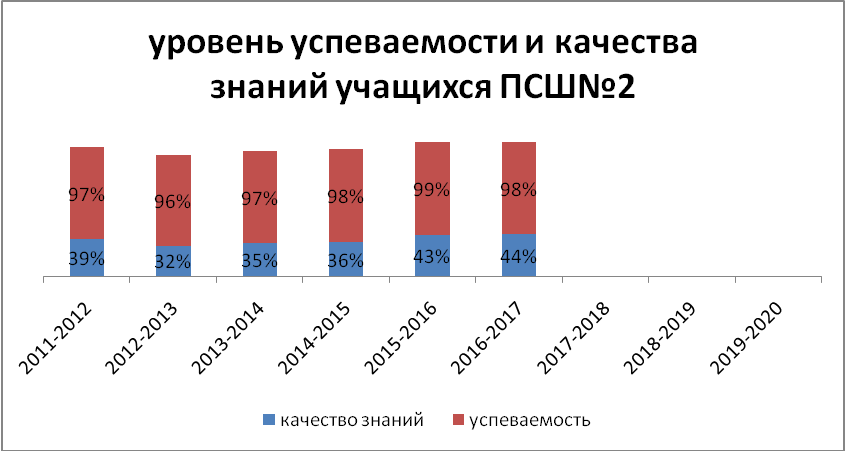 уровень успеваемости и качества
знаний учащихся ПСШ№2
97% 96% 97% 98% 99% 98%
39% 32% 35% 36% 43% 44%
2011-2012 2012-2013 2013-2014 2014-2015 2015-2016 2016-2017 2017-2018 2018-2019 2019-2020
качество знаний успеваемость